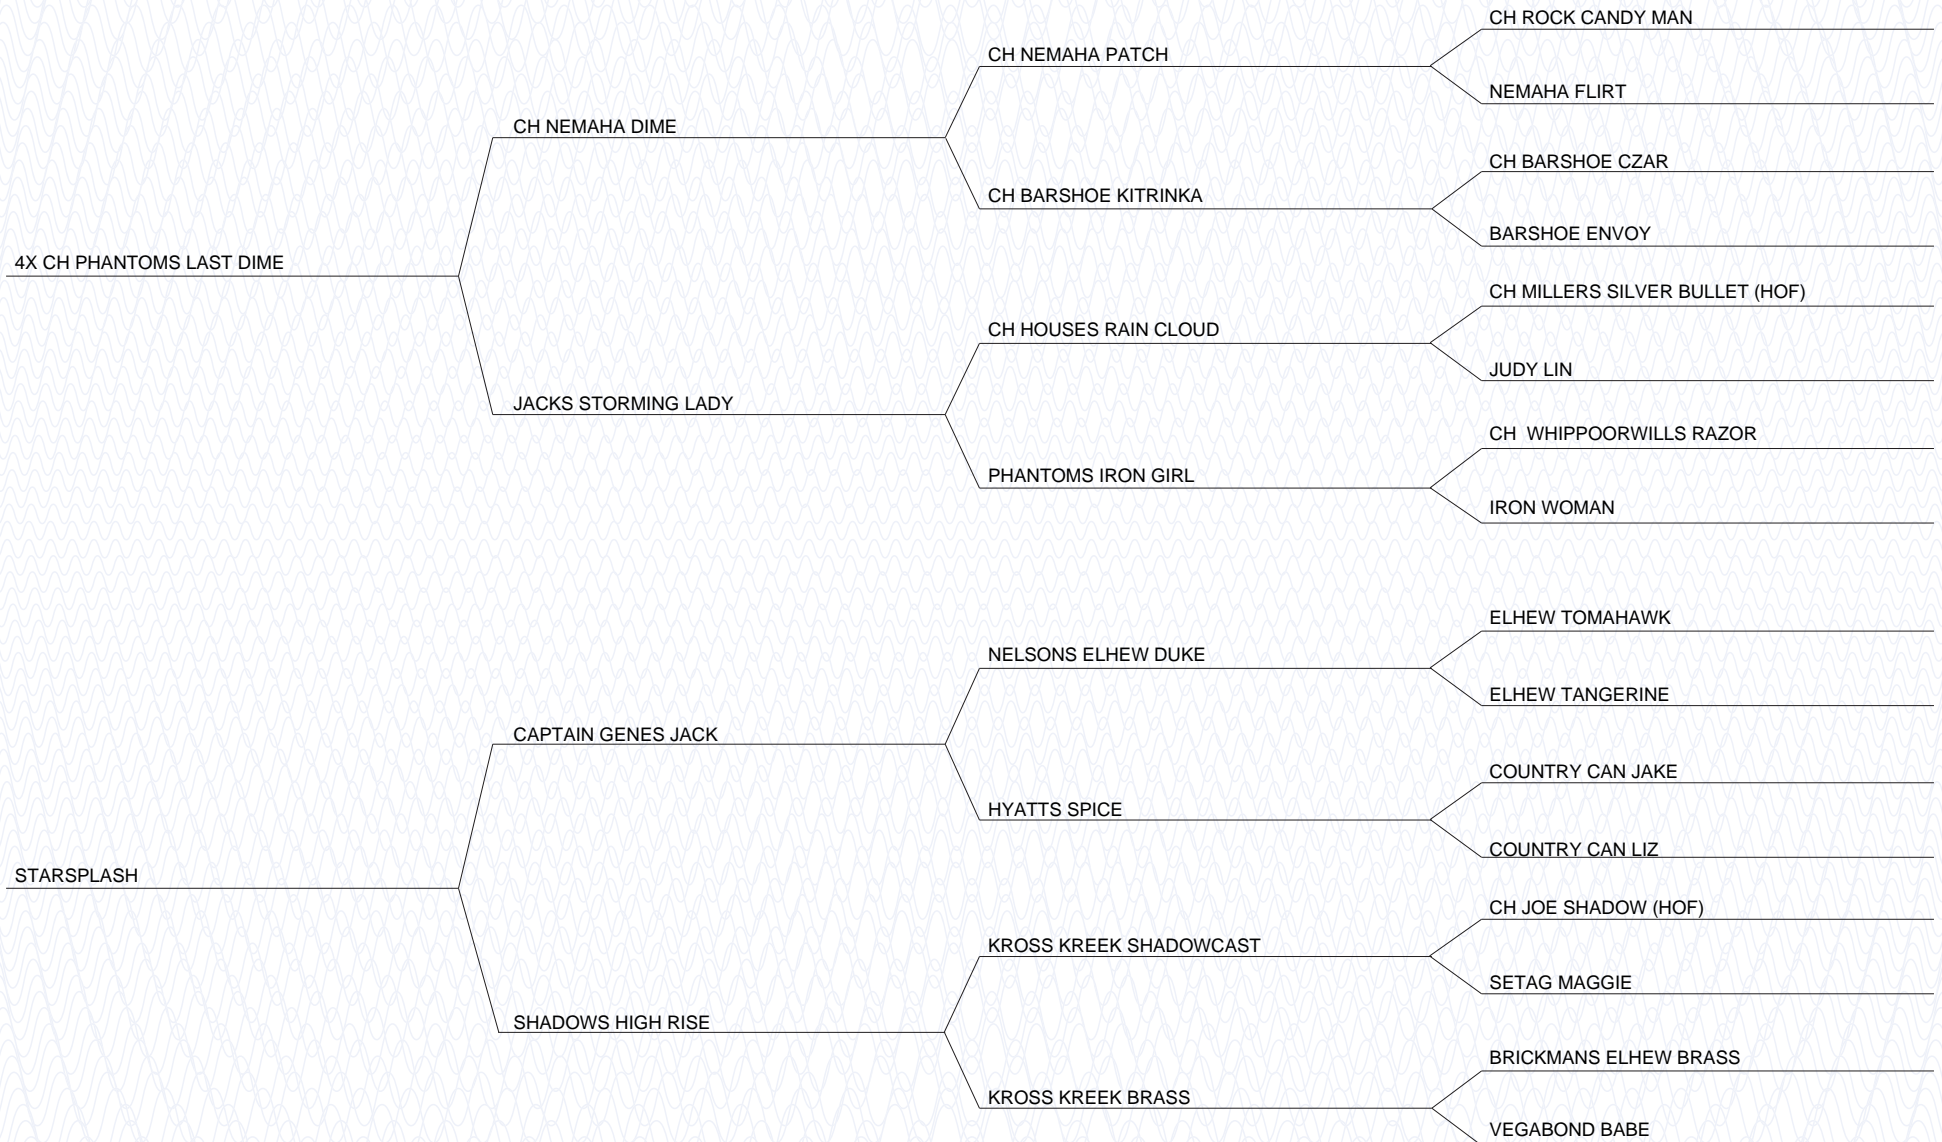 CH ROCK CANDY MAN
CH NEMAHA PATCH
NEMAHA FLIRT
CH NEMAHA DIME
CH BARSHOE CZAR
CH BARSHOE KITRINKA
BARSHOE ENVOY
4X CH PHANTOMS LAST DIME
CH MILLERS SILVER BULLET (HOF)
CH HOUSES RAIN CLOUD
JUDY LIN
JACKS STORMING LADY
CH  WHIPPOORWILLS RAZOR
PHANTOMS IRON GIRL
IRON WOMAN
ELHEW TOMAHAWK
NELSONS ELHEW DUKE
ELHEW TANGERINE
CAPTAIN GENES JACK
COUNTRY CAN JAKE
HYATTS SPICE
COUNTRY CAN LIZ
STARSPLASH
CH JOE SHADOW (HOF)
KROSS KREEK SHADOWCAST
SETAG MAGGIE
SHADOWS HIGH RISE
BRICKMANS ELHEW BRASS
KROSS KREEK BRASS
VEGABOND BABE